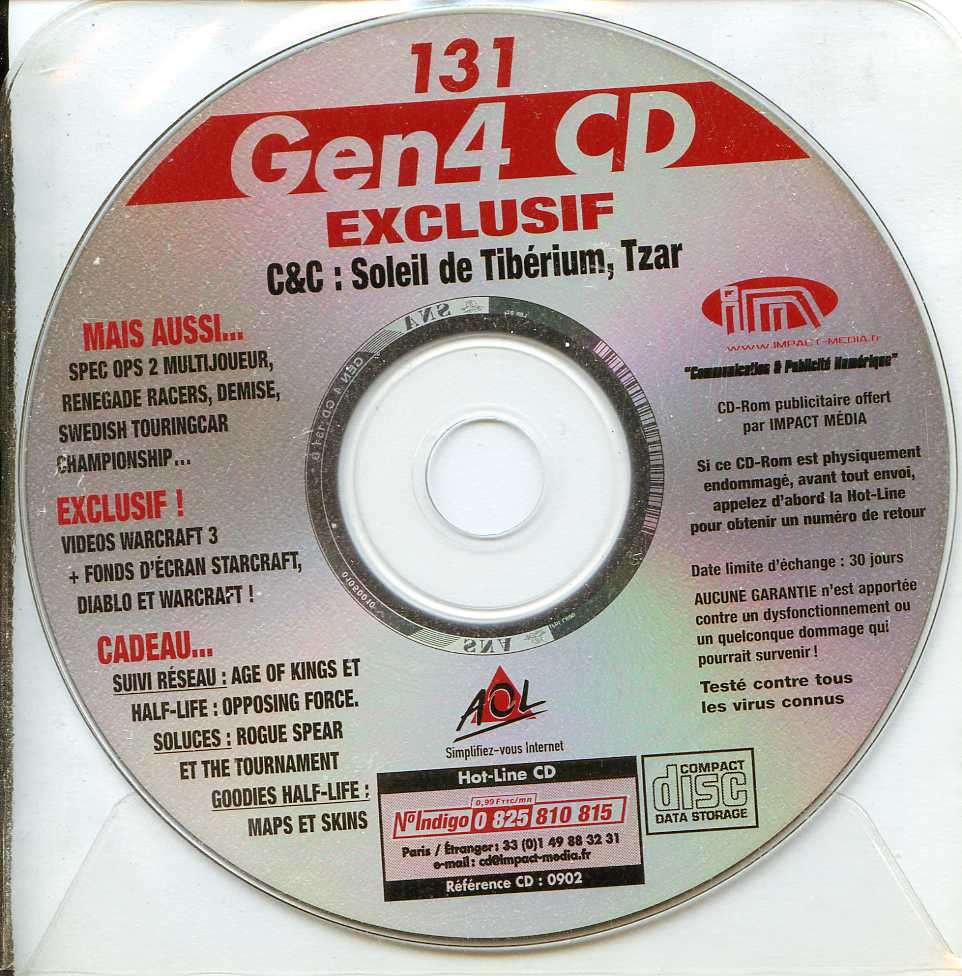 131
Gen4 CD
EXCLUSIF
C&C : Soleil de Tibérium, Tzar
MAIS AUSSI...
SPEC OPS 2 MULTIJOUEUR,
RENEGADE RACERS, DEMISE,
SWEDISH TOURINGCAR
CHAMPIONSHIP...
EXCLUSIF !
VIDEOS WARCRAFT 3
+ FONDS D'ÉCRAN STARCRAFT,
DIABLO ET WARCRAFT !
CADEAU...
SUIVI RÉSEAU : AGE OF KINGS ET
HALF-LIFE : OPPOSING FORCE.
SOLUCES : ROGUE SPEAR
ET THE TOURNAMENT
GOODIES HALF-LIFE :
MAPS ET SKINS
im
WWW.IMPACT-MEDIA.fr
"Communication & Publicité Numérique"
CD-Rom publicitaire offert
par IMPACT MÉDIA
Si ce CD-Rom est physiquement
endommagé, avant tout envoi,
appelez d'abord la Hot-Line
pour obtenir un numéro de retour
Date limite d'échange : 30 jours
AUCUNE GARANTIE n'est apportée
contre un dysfonctionnement ou
un quelconque dommage qui
pourrait survenir !
Testé contre tous
les virus connus
SNA
GEN 4 CD 131
SNA
AOL
Simplifiez-vous Internet
Hot-Line CD
0,99 F TTC/mn
N°Indigo 0 825 810 815
Paris / Étranger : 33 (0)1 49 88 32 31
e-mail : cd@impact-media.fr
Référence CD : 0902
COMPACT
disc
DATA STORAGE